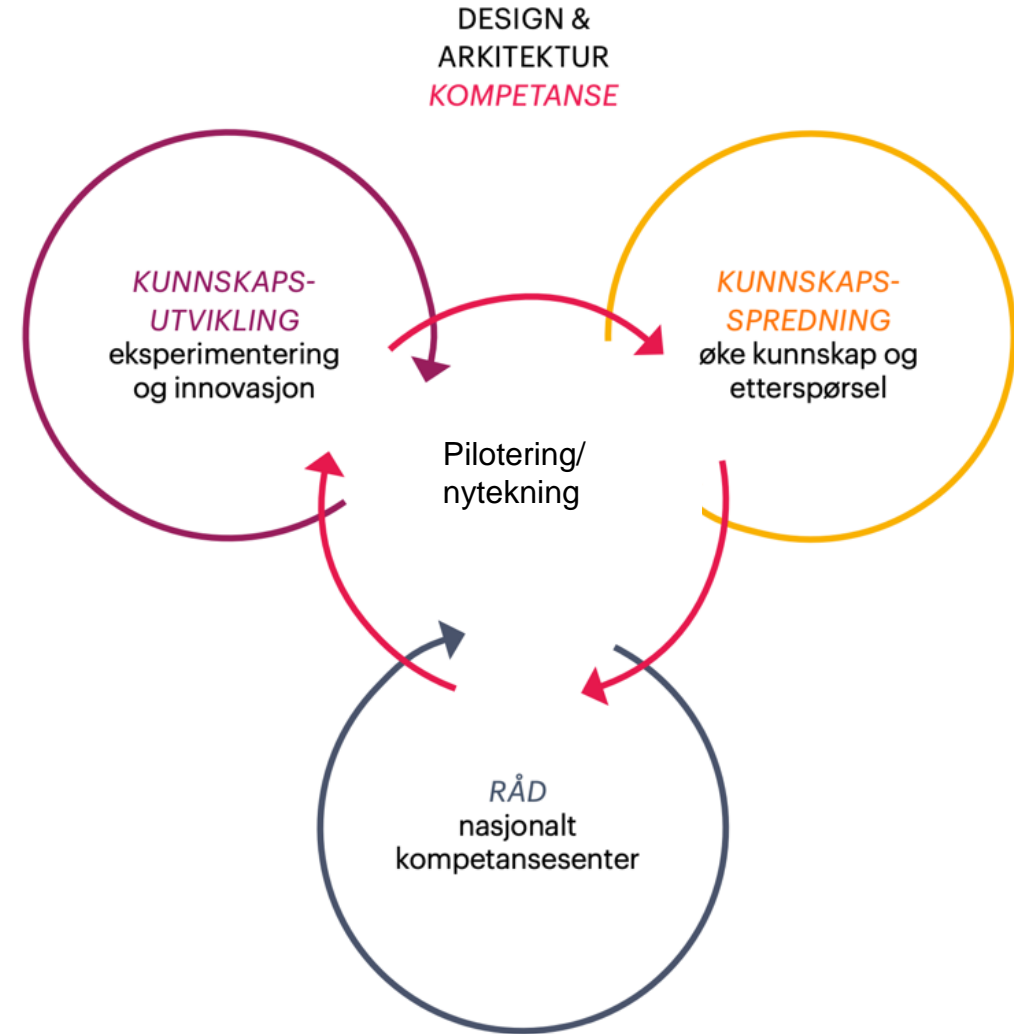 DESIGN &
ARKITEKTUR
KOMPETANSE
KUNNSKAPS-
UTVIKLING
eksperimentering
og innovasjon
KUNNSKAPS-
SPREDNING
øke kunnskap og
etterspørsel
Pilotering/
nytekning
RÅD
nasjonalt
kompetansesenter